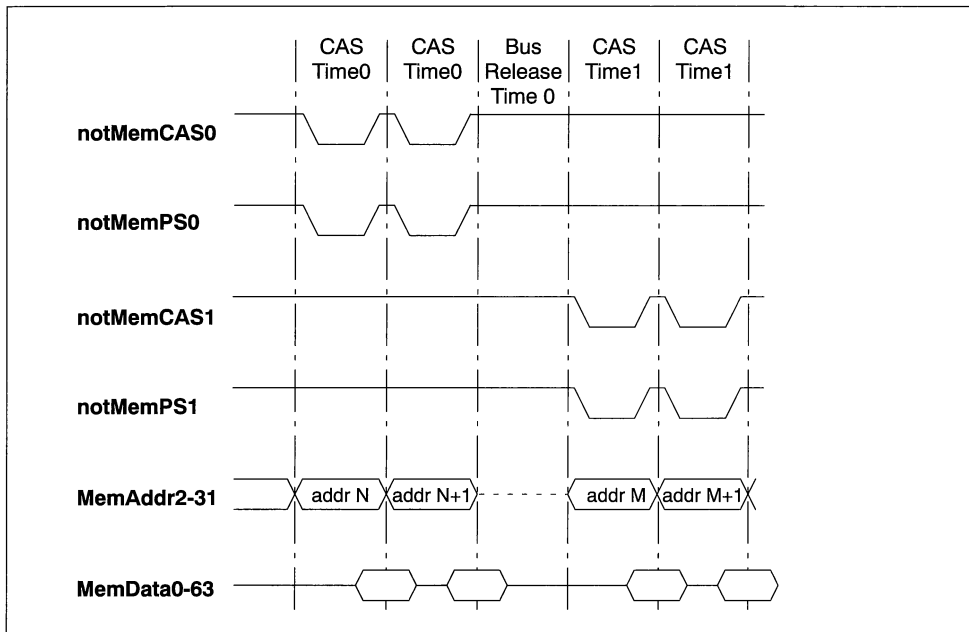 CAS CAS Bus CAS CAS
Time0 Time0 Release Time1 Time1
Time 0
notMemCAS0
notMemPS0
notMemCAS1
notMemPS1
MemAddr2-31 addr N addr N+1 addr M addr M+1
MemData0-63